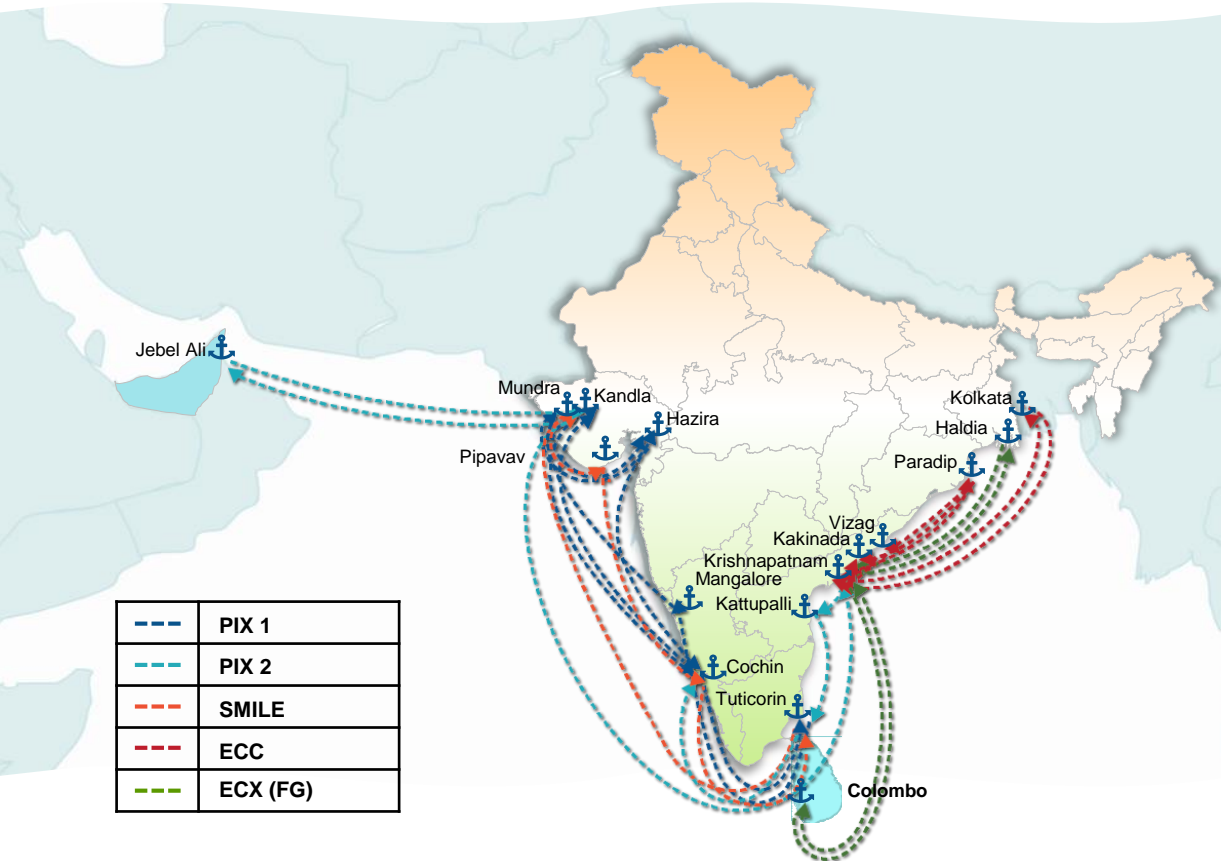 Jebel Ali
Mundra
Kandla
Kolkata
Hazira
Haldia
Pipavav
Paradip
Vizag
Kakinada
Krishnapatnam
Mangalore
Kattupalli
Cochin
Tuticorin
Colombo
PIX 1
PIX 2
SMILE
ECC
ECX (FG)